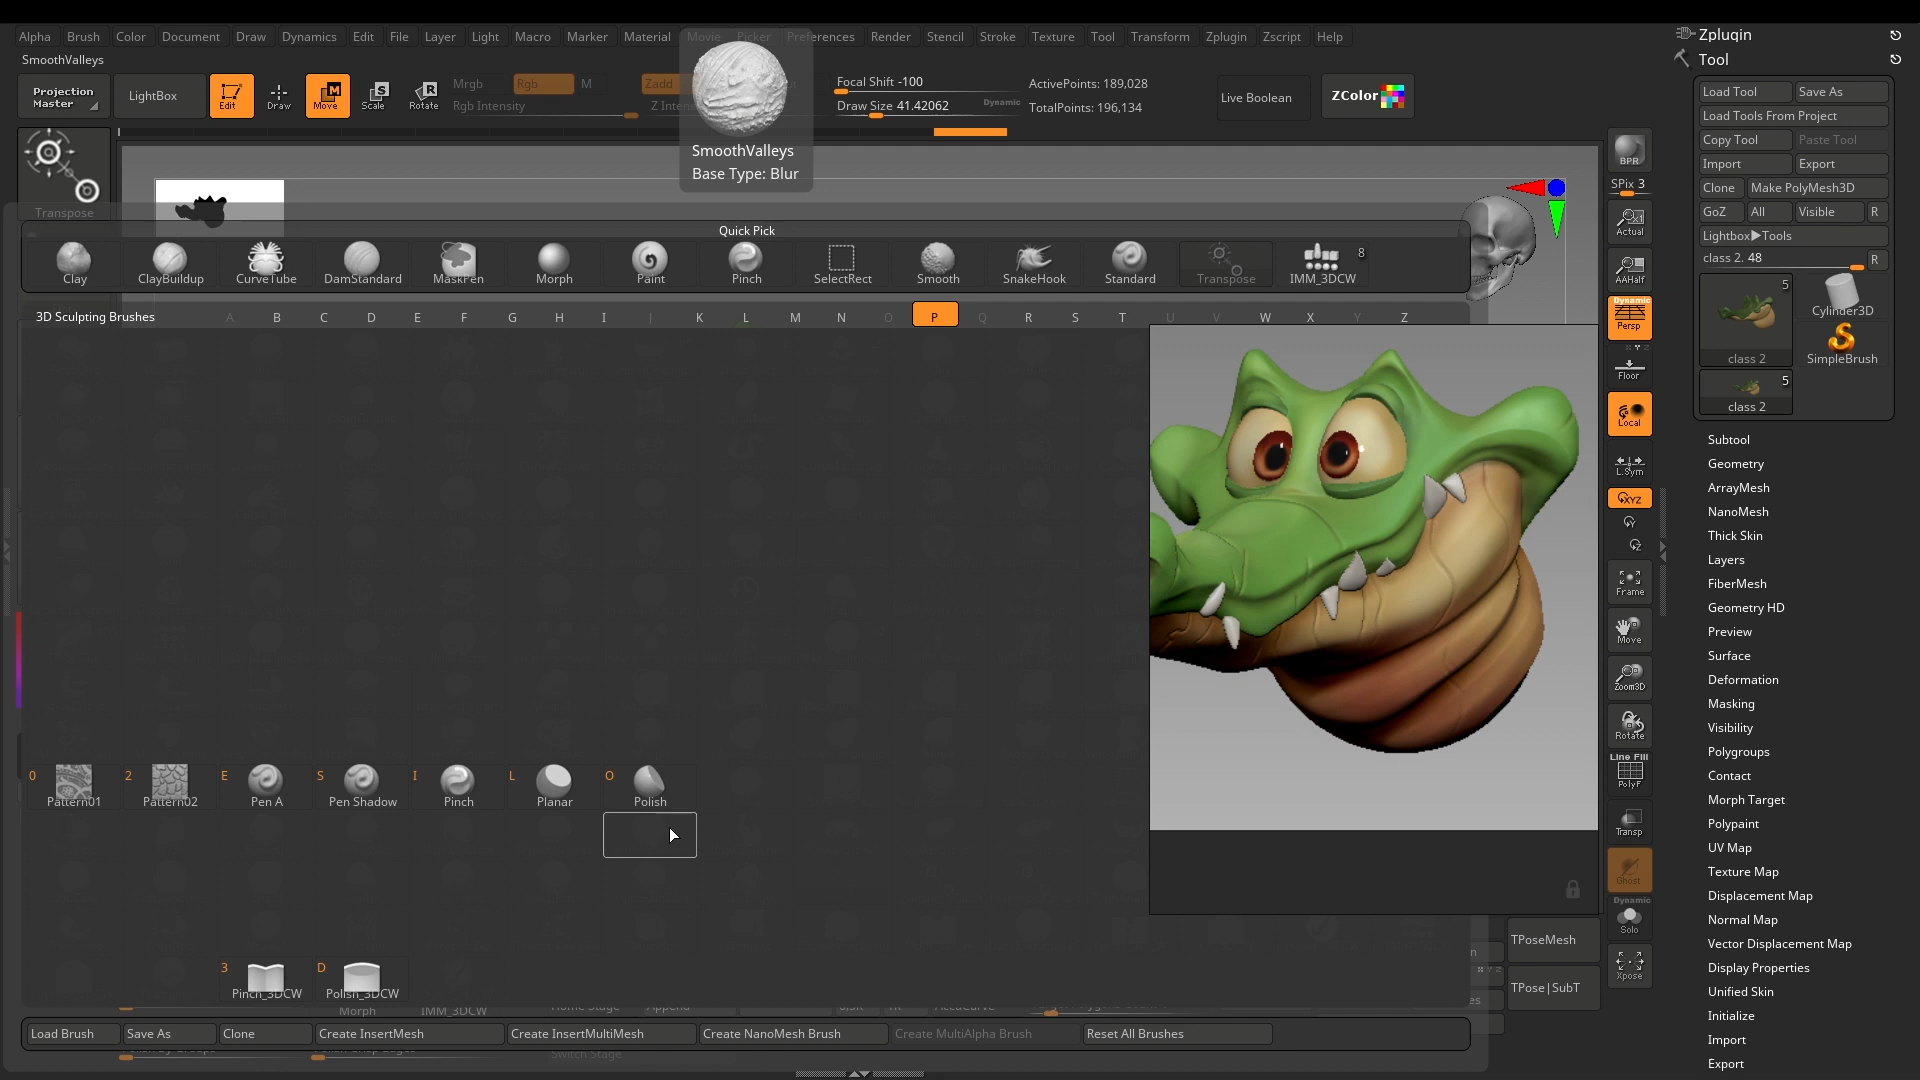 Alpha Brush Color Document Draw Dynamics Edit File Layer Light Macro Marker Material Movie Picker Preferences Render Stencil Stroke Texture Tool Transform Zplugin Zscript Help
Zplugin
SmoothValleys
Tool
Projection Master
LightBox
Edit
Draw
Move
Scale
Rotate
Mrgb
Rgb
M
Zadd
Rgb Intensity
Focal Shift -100
Draw Size 41.42062
Dynamic
ActivePoints: 189,028
TotalPoints: 196,134
Live Boolean
ZColor
SmoothValleys
Base Type: Blur
Transpose
Quick Pick
Clay ClayBuildup CurveTube DamStandard MaskPen Morph Paint Pinch SelectRect Smooth SnakeHook Standard Transpose IMM_3DCW
8
3D Sculpting Brushes
A B C D E F G H I J K L M N O P Q R S T U V W X Y Z
0 Pattern01
2 Pattern02
E Pen A
S Pen Shadow
I Pinch
L Planar
O Polish
3 Pinch_3DCW
D Polish_3DCW
Morph
IMM_3DCW
Switch Stage
Load Brush
Save As
Clone
Create InsertMesh
Create InsertMultiMesh
Create NanoMesh Brush
Create MultiAlpha Brush
Reset All Brushes
TPoseMesh
TPose|SubT
BPR
SPix 3
Actual
AAHalf
Dynamic
Persp
Floor
Local
L.Sym
XYZ
Y
Z
Frame
Move
Zoom3D
Rotate
Line Fill
PolyF
Transp
Ghost
Dynamic
Solo
Xpose
Load Tool
Save As
Load Tools From Project
Copy Tool
Paste Tool
Import
Export
Clone
Make PolyMesh3D
GoZ
All
Visible
R
Lightbox▶Tools
class 2. 48
R
5
class 2
Cylinder3D
SimpleBrush
5
class 2
Subtool
Geometry
ArrayMesh
NanoMesh
Thick Skin
Layers
FiberMesh
Geometry HD
Preview
Surface
Deformation
Masking
Visibility
Polygroups
Contact
Morph Target
Polypaint
UV Map
Texture Map
Displacement Map
Normal Map
Vector Displacement Map
Display Properties
Unified Skin
Initialize
Import
Export